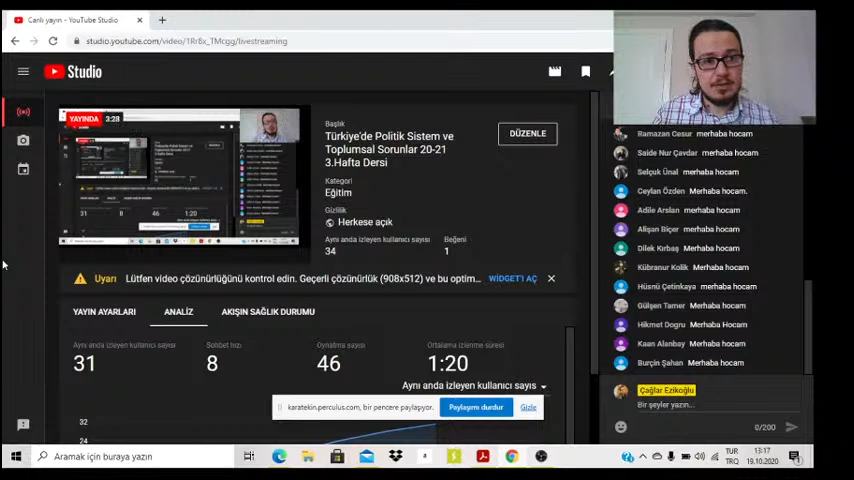 Canlı yayın - YouTube Studio
studio.youtube.com/video/1Rr8x_TMcgg/livestreaming
Studio
YAYINDA 3:28
Başlık
Türkiye'de Politik Sistem ve
Toplumsal Sorunlar 20-21
3.Hafta Dersi
DÜZENLE
Kategori
Eğitim
Gizlilik
Herkese açık
Aynı anda izleyen kullanıcı sayısı
Beğeni
34
1
Uyarı Lütfen video çözünürlüğünü kontrol edin. Geçerli çözünürlük (908x512) ve bu optim... WİDGET'I AÇ
YAYIN AYARLARI ANALİZ AKIŞIN SAĞLIK DURUMU
Aynı anda izleyen kullanıcı sayısı
Sohbet hızı
Oynatma sayısı
Ortalama izlenme süresi
31
8
46
1:20
Aynı anda izleyen kullanıcı sayıs
karatekin.perculus.com, bir pencere paylaşıyor.
Paylaşımı durdur
Gizle
32
24
Ramazan Cesur merhaba hocam
Saide Nur Çavdar merhaba hocam
Selçuk Ünal merhaba hocam
Ceylan Özden Merhaba hocam.
Adile Arslan merhaba hocam
Alişan Biçer merhaba hocam
Dilek Kırbaş merhaba hocam
Kübranur Kolik Merhaba hocam
Hüsnü Çetinkaya merhaba hocam
Gülşen Tamer merhaba hocam
Hikmet Dogru Merhaba Hocam
Kaan Alanbay Merhaba hocam
Burçin Şahan Merhaba hocam
Çağlar Ezikoğlu
Bir şeyler yazın...
0/200
Aramak için buraya yazın
TUR
TRQ
13:17
19.10.2020